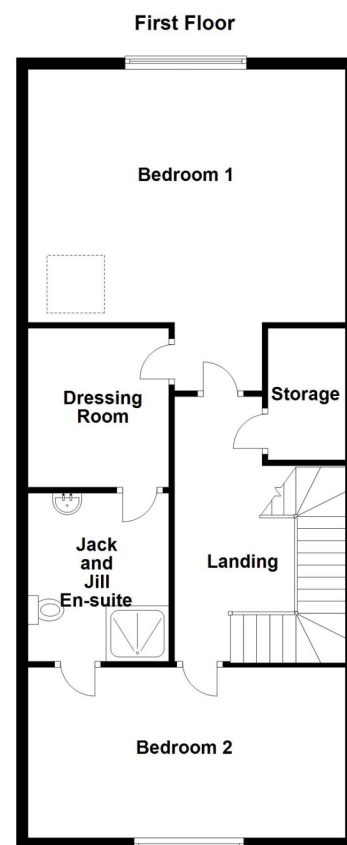 First Floor
Bedroom 1
Dressing
Room
Storage
Jack
and
Jill
En-suite
Landing
Bedroom 2